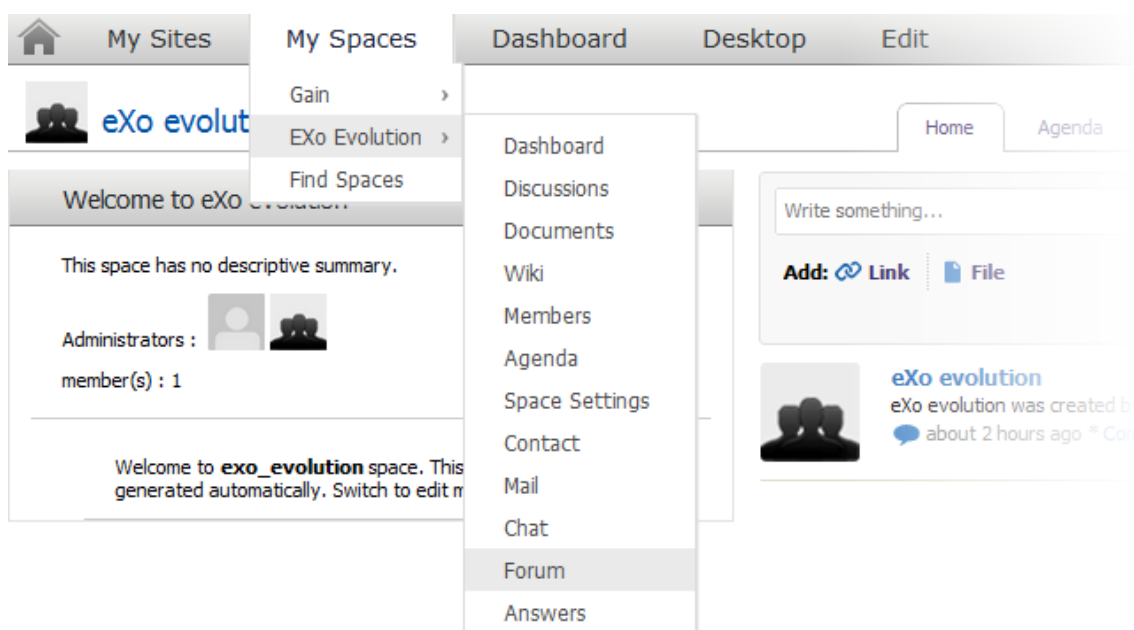 My Sites My Spaces Dashboard Desktop Edit
Gain
eXo evolut
EXo Evolution
Find Spaces
Home Agenda
Dashboard
Discussions
Documents
Wiki
Members
Agenda
Space Settings
Contact
Mail
Chat
Forum
Answers
Welcome to eXo
This space has no descriptive summary.
Administrators :
member(s) : 1
Welcome to exo_evolution space. This
generated automatically. Switch to edit m
Write something...
Add: Link File
eXo evolution
eXo evolution was created b
about 2 hours ago * Con